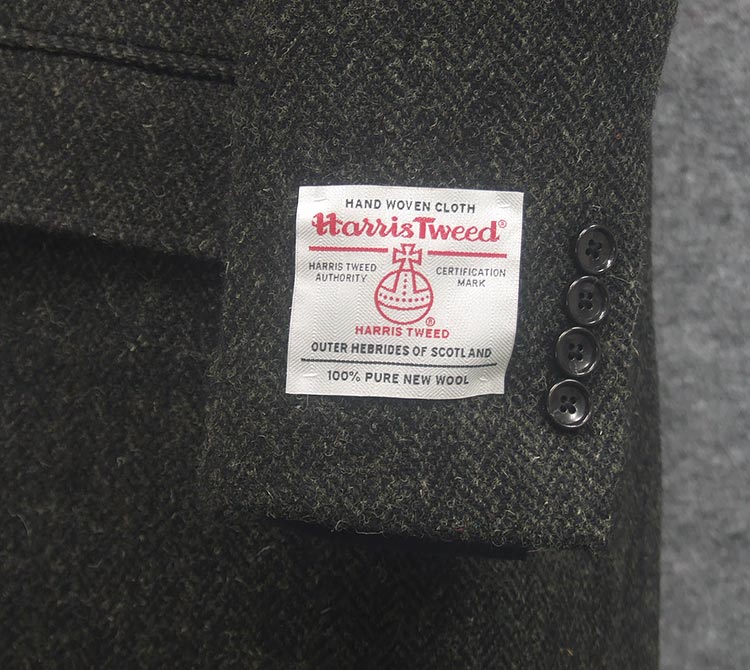 HAND WOVEN CLOTH
Harris Tweed®
HARRIS TWEED AUTHORITY
CERTIFICATION MARK
®
HARRIS TWEED
OUTER HEBRIDES OF SCOTLAND
100% PURE NEW WOOL